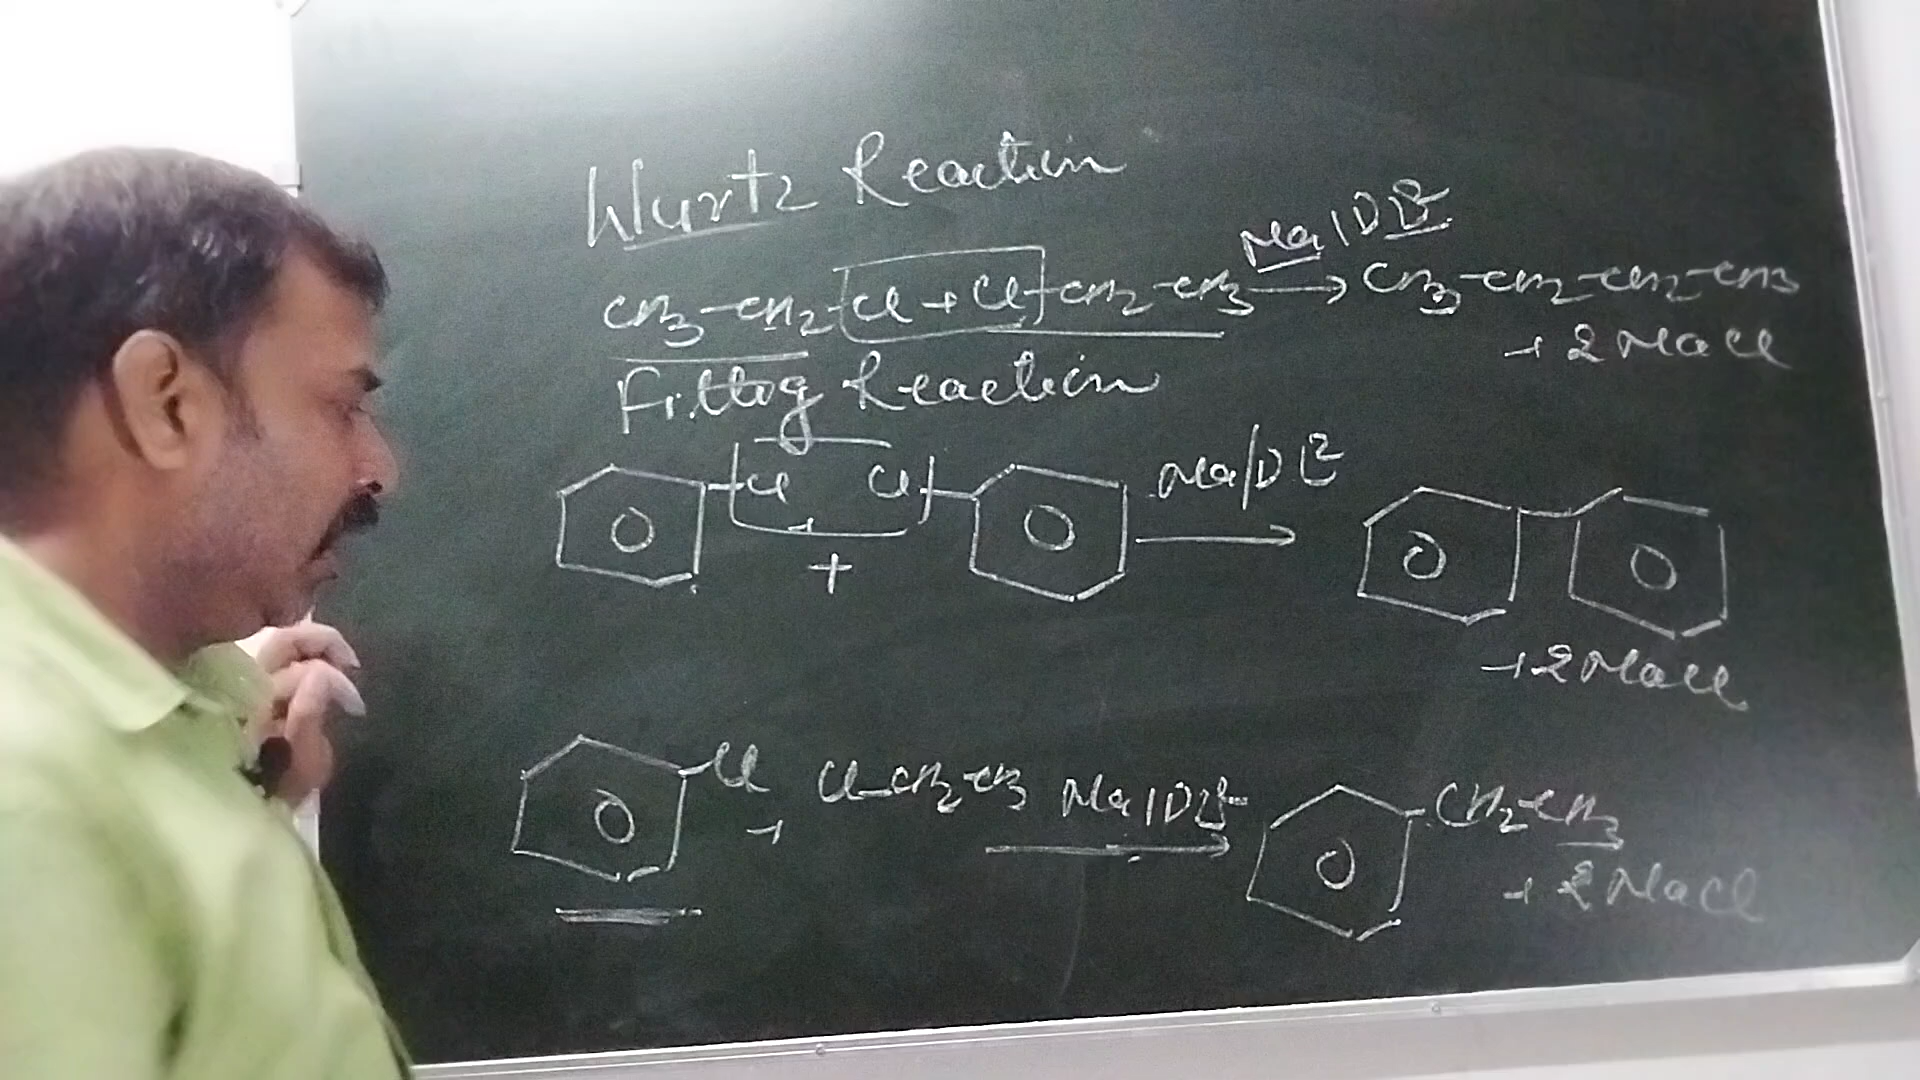 Wurtz Reaction
CH3-CH2-Cl + Cl-CH2-CH3 Na/DE → CH3-CH2-CH2-CH3
+ 2NaCl
Fittig Reaction
Cl Cl Na/DE →
+
+ 2NaCl
Cl + Cl-CH2-CH3 Na/DE → CH2-CH3
+ 2NaCl